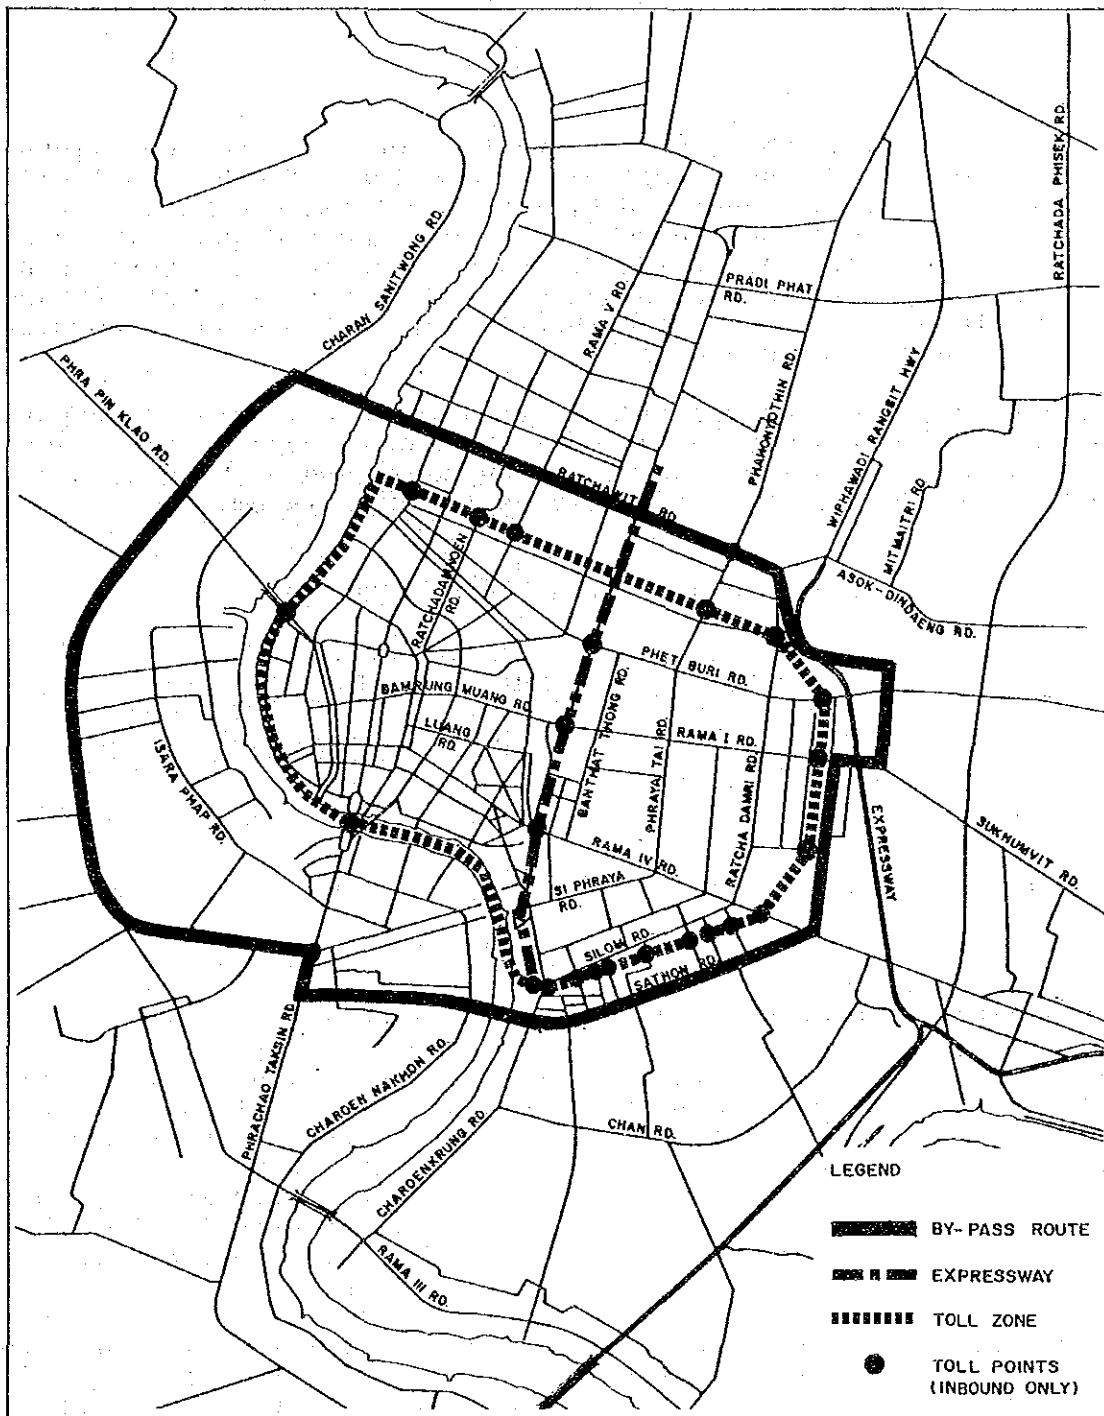 RATCHADA PHISEK RD.
CHARAN SANITWONG RD.
RAMA V RD.
PRADI PHAT
RD.
PHAHONYOTHIN RD.
WIPHAWADI RANGSIT HWY
MITMAITRI RD
PHRA PIN KLAO RD.
RATCHAWITHI
RD.
ASOK-DINDAENG RD.
RATCHADAMNOEN
RD.
PHET BURI RD.
BAMRUNG MUANG RD.
LUANG
RD.
BANTHAT THONG RD.
PHRAYA TAI RD.
RAMA I RD.
RATCHA DAMRI RD.
ISARA PHAP RD.
EXPRESSWAY
SUKHUMVIT RD.
RAMA IV RD.
SI PHRAYA
RD.
SILOM RD.
SATHON RD.
PHRACHAO TAKSIN RD.
CHAROEN NAKHON RD.
CHAROENKRUNG RD.
CHAN RD.
RAMA III RD.
LEGEND
BY-PASS ROUTE
EXPRESSWAY
TOLL ZONE
TOLL POINTS
(INBOUND ONLY)